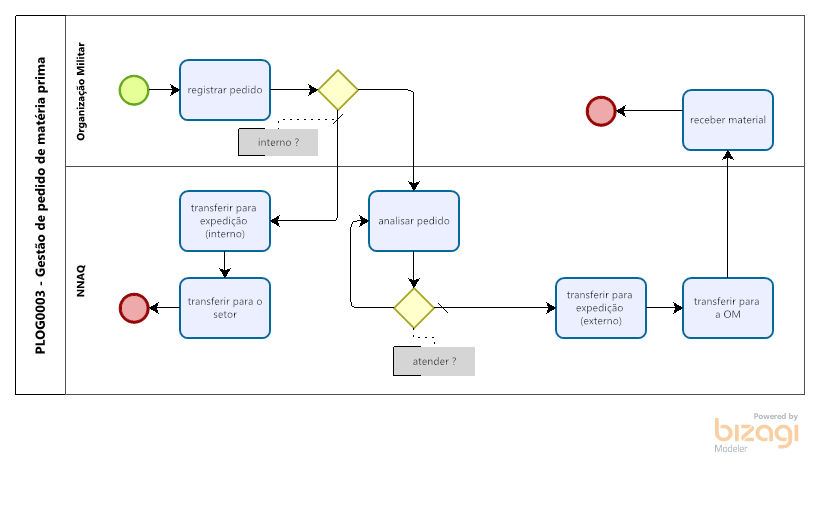 PLOG0003 - Gestão de pedido de matéria prima
Organização Militar
registrar pedido
interno ?
receber material
NNAQ
transferir para
expedição
(interno)
analisar pedido
transferir para o
setor
transferir para
expedição
(externo)
transferir para
a OM
atender ?
Powered by
bizagi
Modeler